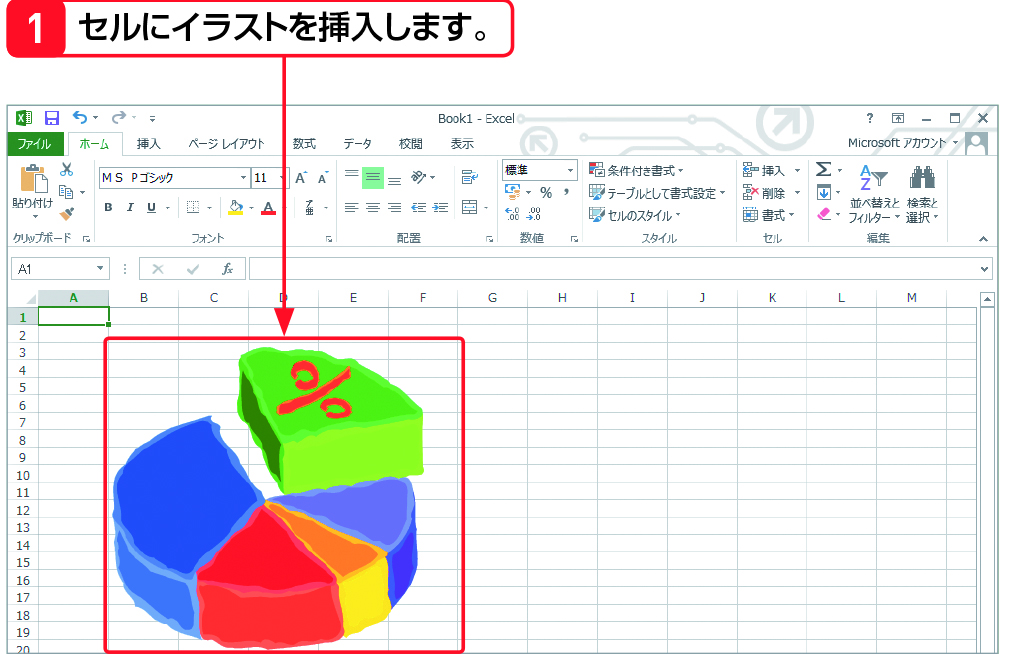 1 セルにイラストを挿入します。
Book1 - Excel
ファイル ホーム 挿入 ページ レイアウト 数式 データ 校閲 表示 Microsoft アカウント
ＭＳ Ｐゴシック 11 標準 条件付き書式 挿入
貼り付け B I U % テーブルとして書式設定 削除 並べ替えと 検索と
セルのスタイル 書式 フィルター 選択
クリップボード フォント 配置 数値 スタイル セル 編集
A1 fx
A B C D E F G H I J K L M
1
2
3
4
5
6
7
8
9
10
11
12
13
14
15
16
17
18
19
20
%